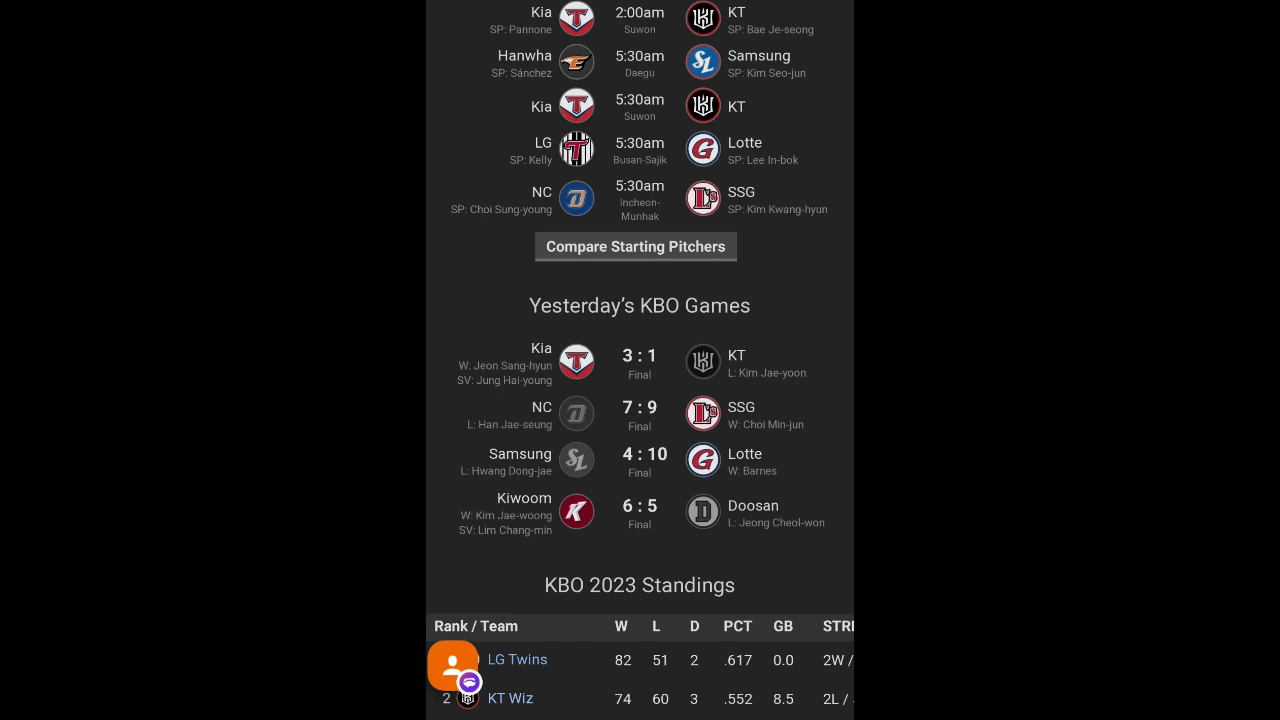 Kia 2:00am KT
SP: Pannone Suwon SP: Bae Je-seong
Hanwha 5:30am Samsung
SP: Sánchez Daegu SP: Kim Seo-jun
Kia 5:30am KT
Suwon
LG 5:30am Lotte
SP: Kelly Busan-Sajik SP: Lee In-bok
NC 5:30am SSG
SP: Choi Sung-young Incheon- SP: Kim Kwang-hyun
Munhak
Compare Starting Pitchers
Yesterday's KBO Games
Kia 3 : 1 KT
W: Jeon Sang-hyun Final L: Kim Jae-yoon
SV: Jung Hai-young
NC 7 : 9 SSG
L: Han Jae-seung Final W: Choi Min-jun
Samsung 4 : 10 Lotte
L: Hwang Dong-jae Final W: Barnes
Kiwoom 6 : 5 Doosan
W: Kim Jae-woong Final L: Jeong Cheol-won
SV: Lim Chang-min
KBO 2023 Standings
Rank / Team W L D PCT GB STRI
LG Twins 82 51 2 .617 0.0 2W /
2 KT Wiz 74 60 3 .552 8.5 2L /